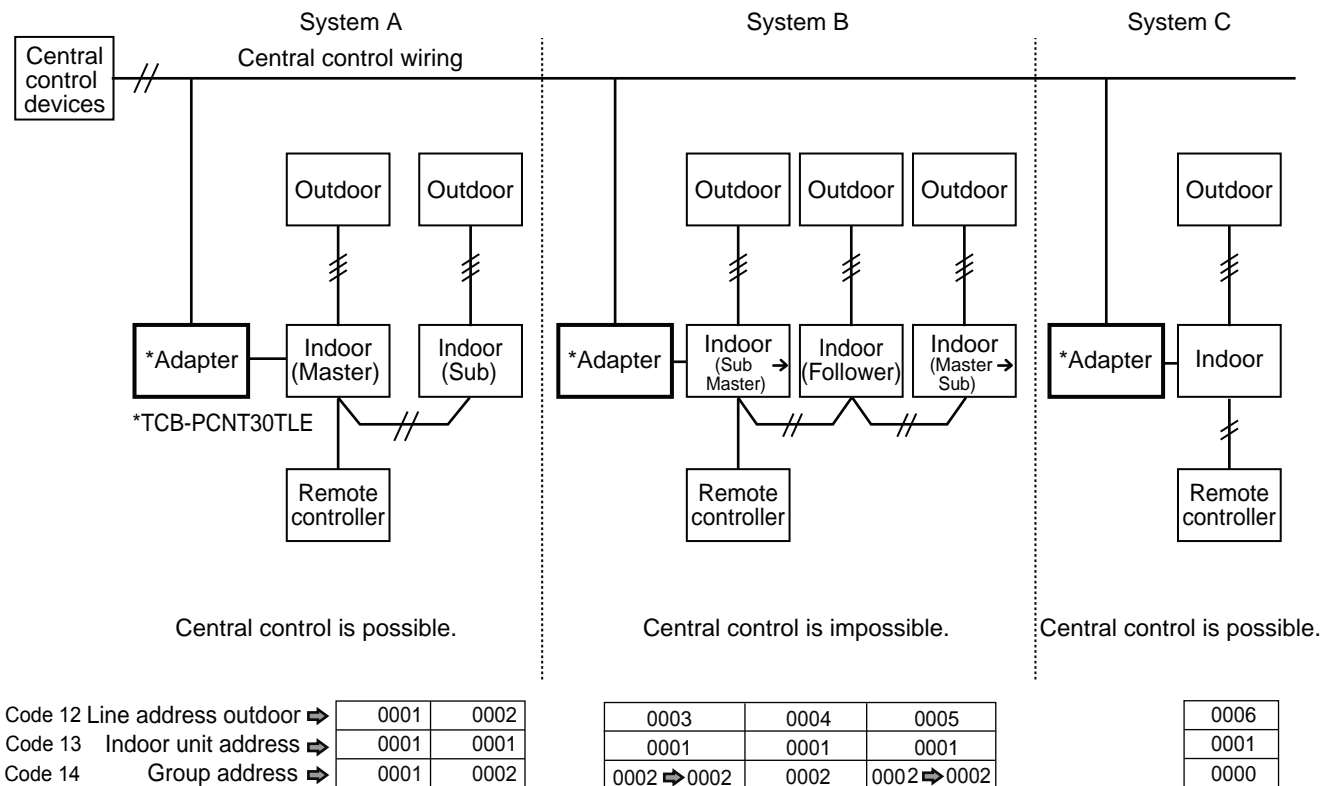 System A
System B
System C
Central
control
devices
Central control wiring
Outdoor
Outdoor
Outdoor
Outdoor
Outdoor
Outdoor
*Adapter
Indoor
(Master)
Indoor
(Sub)
*Adapter
Indoor
(Sub →
Master)
Indoor
(Follower)
Indoor
(Master →
Sub)
*Adapter
Indoor
*TCB-PCNT30TLE
Remote
controller
Remote
controller
Remote
controller
Central control is possible.
Central control is impossible.
Central control is possible.
Code 12 Line address outdoor ⇒ 0001 0002 0003 0004 0005 0006
Code 13 Indoor unit address ⇒ 0001 0001 0001 0001 0001 0001
Code 14 Group address ⇒ 0001 0002 0002 ⇒ 0002 0002 0002 ⇒ 0002 0000